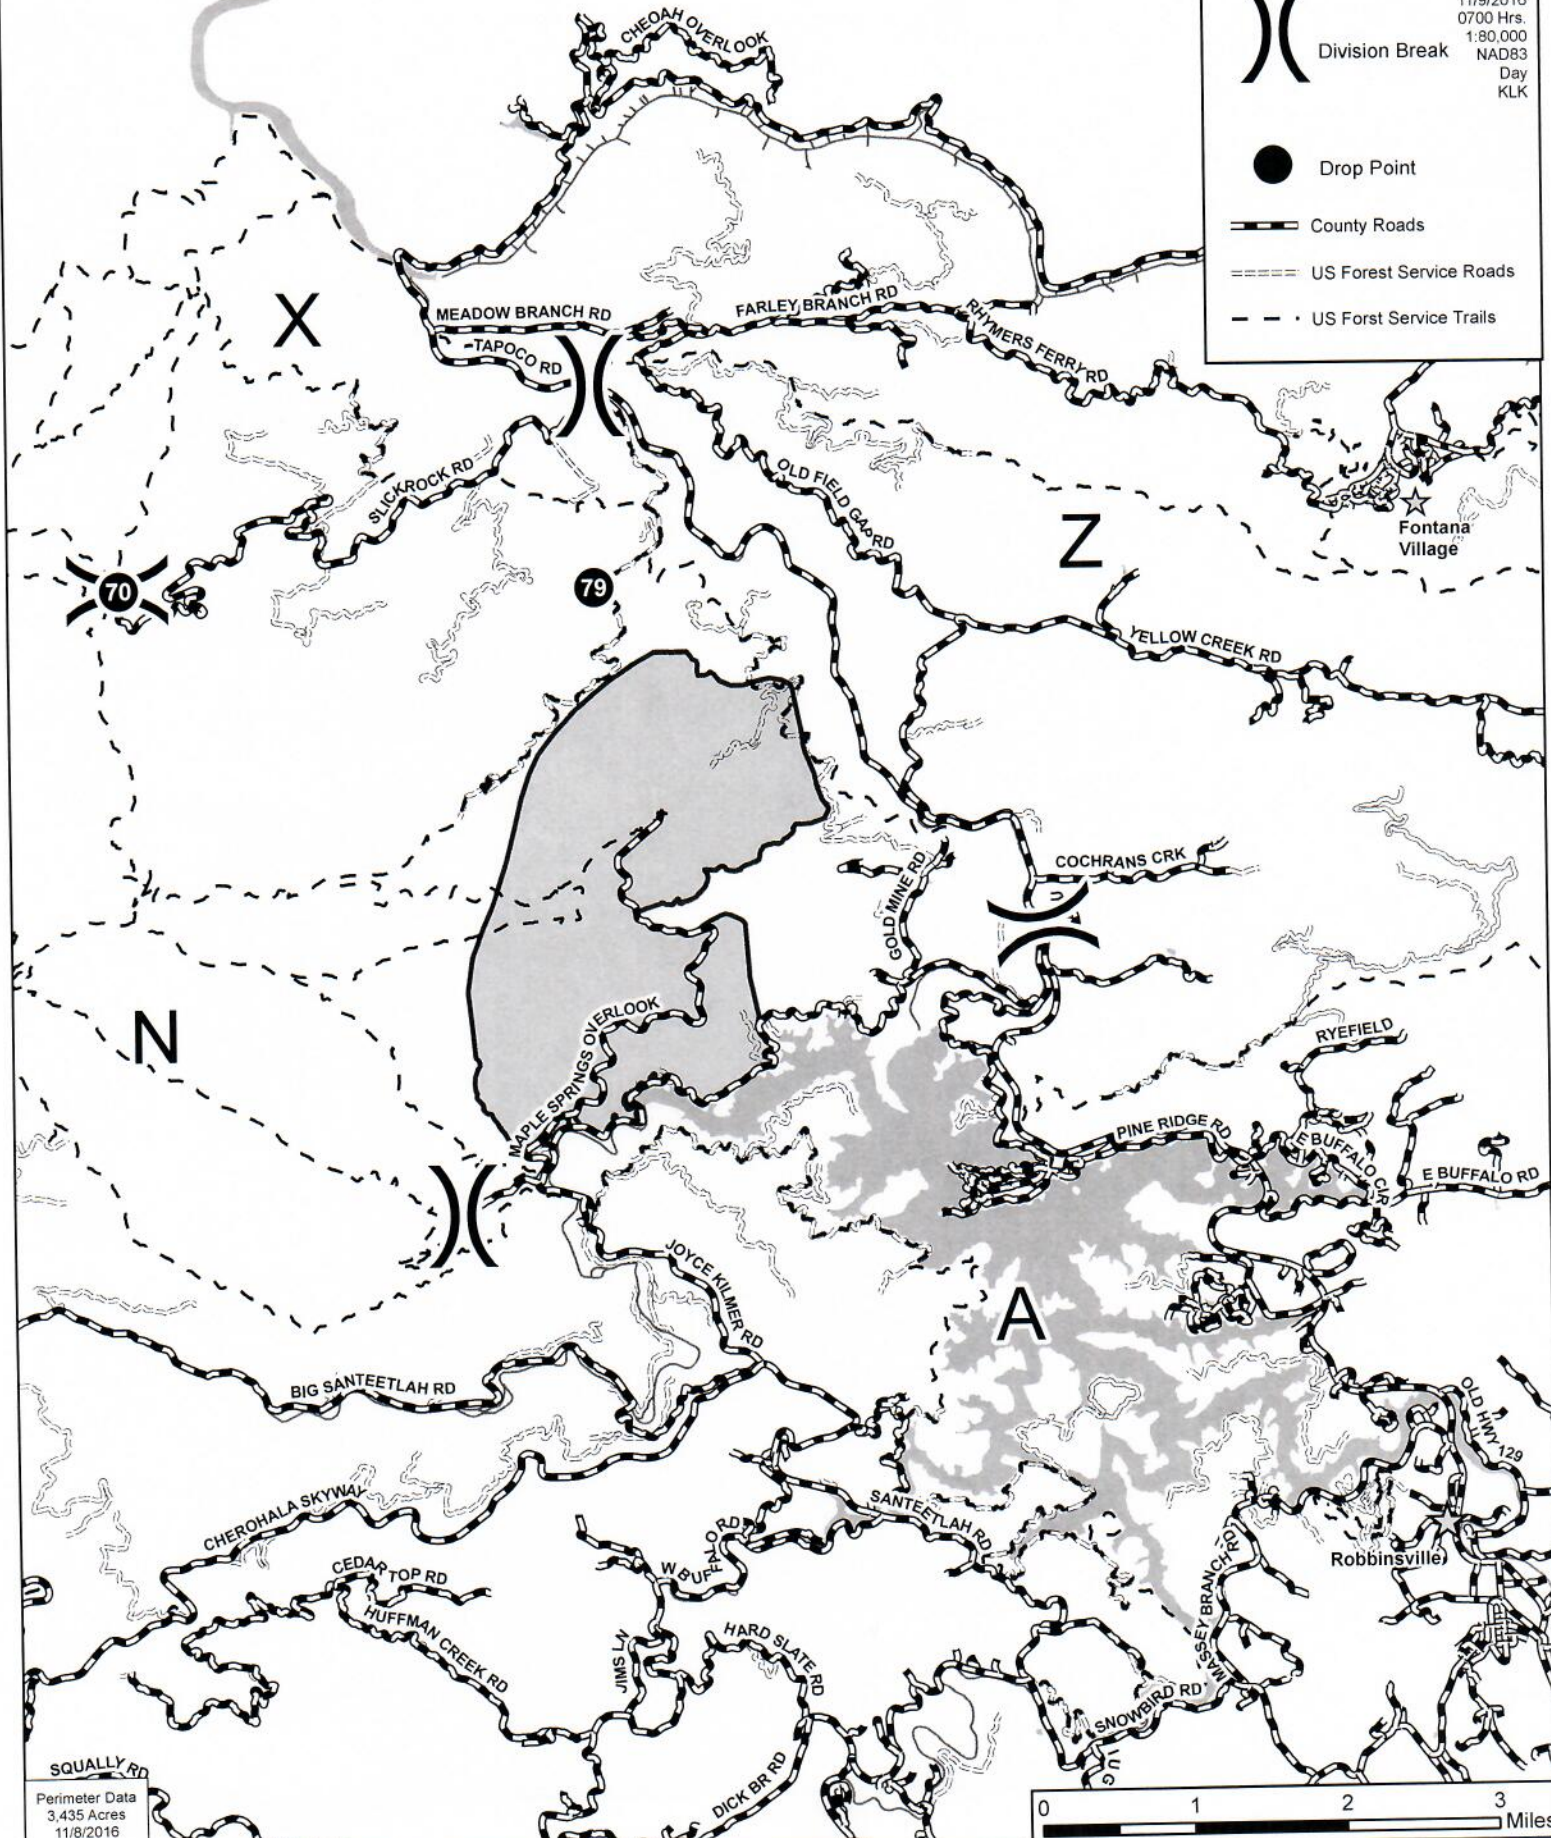 11/9/2016
0700 Hrs.
1:80,000
NAD83
Day
KLK
Division Break
Drop Point
County Roads
US Forest Service Roads
US Forst Service Trails
CHEOAH OVERLOOK
X
MEADOW BRANCH RD
TAPOCO RD
FARLEY BRANCH RD
RHYMERS FERRY RD
SLICKROCK RD
OLD FIELD GAP RD
Z
Fontana
Village
70
79
YELLOW CREEK RD
COCHRANS CRK
GOLD MINE RD
N
MAPLE SPRINGS OVERLOOK
RYEFIELD
PINE RIDGE RD
E BUFFALO CIR
E BUFFALO RD
JOYCE KILMER RD
A
BIG SANTEETLAH RD
OLD HWY 129
CHEROHALA SKYWAY
SANTEETLAH RD
W BUFFALO RD
Robbinsville
CEDAR TOP RD
HUFFMAN CREEK RD
MASSEY BRANCH RD
JIMS LN
HARD SLATE RD
SNOWBIRD RD
IUG
SQUALLY RD
DICK BR RD
Perimeter Data
3,435 Acres
11/8/2016
0 1 2 3
Miles